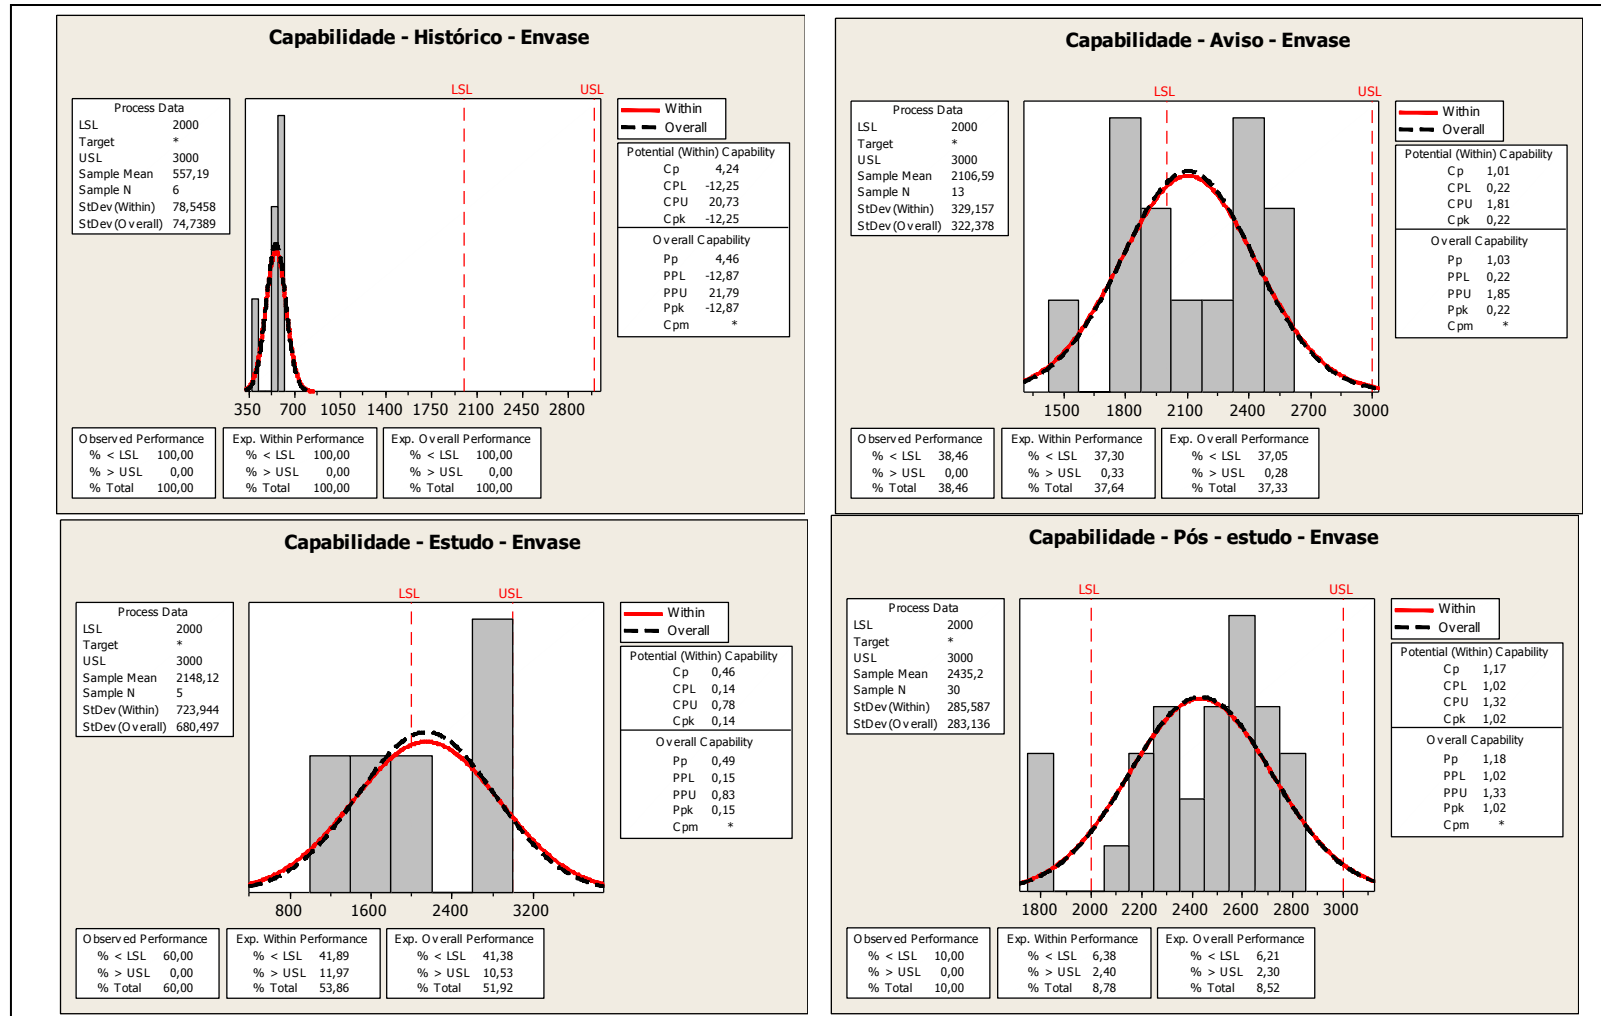 Capabilidade - Histórico - Envase
LSL USL
Process Data
LSL 2000
Target *
USL 3000
Sample Mean 557,19
Sample N 6
StDev(Within) 78,5458
StDev(Overall) 74,7389
Within
Overall
Potential (Within) Capability
Cp 4,24
CPL -12,25
CPU 20,73
Cpk -12,25
Overall Capability
Pp 4,46
PPL -12,87
PPU 21,79
Ppk -12,87
Cpm *
350 700 1050 1400 1750 2100 2450 2800
Observed Performance
% < LSL 100,00
% > USL 0,00
% Total 100,00
Exp. Within Performance
% < LSL 100,00
% > USL 0,00
% Total 100,00
Exp. Overall Performance
% < LSL 100,00
% > USL 0,00
% Total 100,00
Capabilidade - Aviso - Envase
LSL USL
Process Data
LSL 2000
Target *
USL 3000
Sample Mean 2106,59
Sample N 13
StDev(Within) 329,157
StDev(Overall) 322,378
Within
Overall
Potential (Within) Capability
Cp 1,01
CPL 0,22
CPU 1,81
Cpk 0,22
Overall Capability
Pp 1,03
PPL 0,22
PPU 1,85
Ppk 0,22
Cpm *
1500 1800 2100 2400 2700 3000
Observed Performance
% < LSL 38,46
% > USL 0,00
% Total 38,46
Exp. Within Performance
% < LSL 37,30
% > USL 0,33
% Total 37,64
Exp. Overall Performance
% < LSL 37,05
% > USL 0,28
% Total 37,33
Capabilidade - Estudo - Envase
LSL USL
Process Data
LSL 2000
Target *
USL 3000
Sample Mean 2148,12
Sample N 5
StDev(Within) 723,944
StDev(Overall) 680,497
Within
Overall
Potential (Within) Capability
Cp 0,46
CPL 0,14
CPU 0,78
Cpk 0,14
Overall Capability
Pp 0,49
PPL 0,15
PPU 0,83
Ppk 0,15
Cpm *
800 1600 2400 3200
Observed Performance
% < LSL 60,00
% > USL 0,00
% Total 60,00
Exp. Within Performance
% < LSL 41,89
% > USL 11,97
% Total 53,86
Exp. Overall Performance
% < LSL 41,38
% > USL 10,53
% Total 51,92
Capabilidade - Pós - estudo - Envase
LSL USL
Process Data
LSL 2000
Target *
USL 3000
Sample Mean 2435,2
Sample N 30
StDev(Within) 285,587
StDev(Overall) 283,136
Within
Overall
Potential (Within) Capability
Cp 1,17
CPL 1,02
CPU 1,32
Cpk 1,02
Overall Capability
Pp 1,18
PPL 1,02
PPU 1,33
Ppk 1,02
Cpm *
1800 2000 2200 2400 2600 2800 3000
Observed Performance
% < LSL 10,00
% > USL 0,00
% Total 10,00
Exp. Within Performance
% < LSL 6,38
% > USL 2,40
% Total 8,78
Exp. Overall Performance
% < LSL 6,21
% > USL 2,30
% Total 8,52